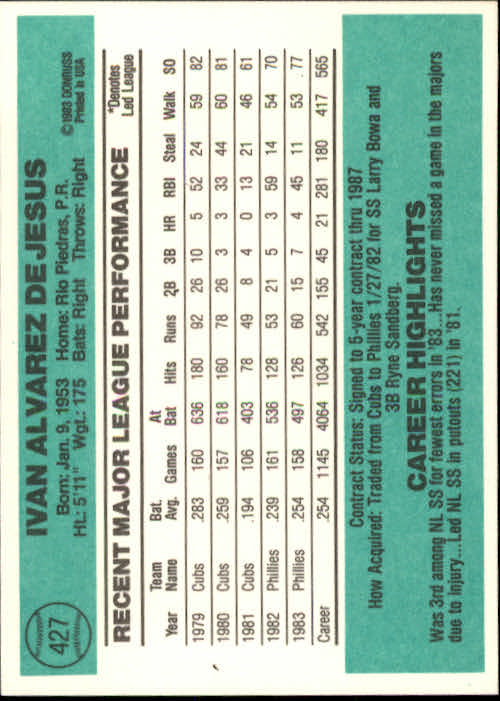 427
IVAN ALVAREZ DE JESUS
Born: Jan. 9, 1953 Home: Rio Piedras, P.R.
Ht.: 5'11" Wgt.: 175 Bats: Right Throws: Right
©1983 DONRUSS
Printed in USA
RECENT MAJOR LEAGUE PERFORMANCE
*Denotes
Led League
Year Team Name Bat. Avg. Games At Bat Hits Runs 2B 3B HR RBI Steal Walk SO
1979 Cubs .283 160 636 180 92 26 10 5 52 24 59 82
1980 Cubs .259 157 618 160 78 26 3 3 33 44 60 81
1981 Cubs .194 106 403 78 49 8 4 0 13 21 46 61
1982 Phillies .239 161 536 128 53 21 5 3 59 14 54 70
1983 Phillies .254 158 497 126 60 15 7 4 45 11 53 77
Career .254 1145 4064 1034 542 155 45 21 281 180 417 565
Contract Status: Signed to 5-year contract thru 1987
How Acquired: Traded from Cubs to Phillies 1/27/82 for SS Larry Bowa and
3B Ryne Sandberg.
CAREER HIGHLIGHTS
Was 3rd among NL SS for fewest errors in '83...Has never missed a game in the majors
due to injury...Led NL SS in putouts (221) in '81.